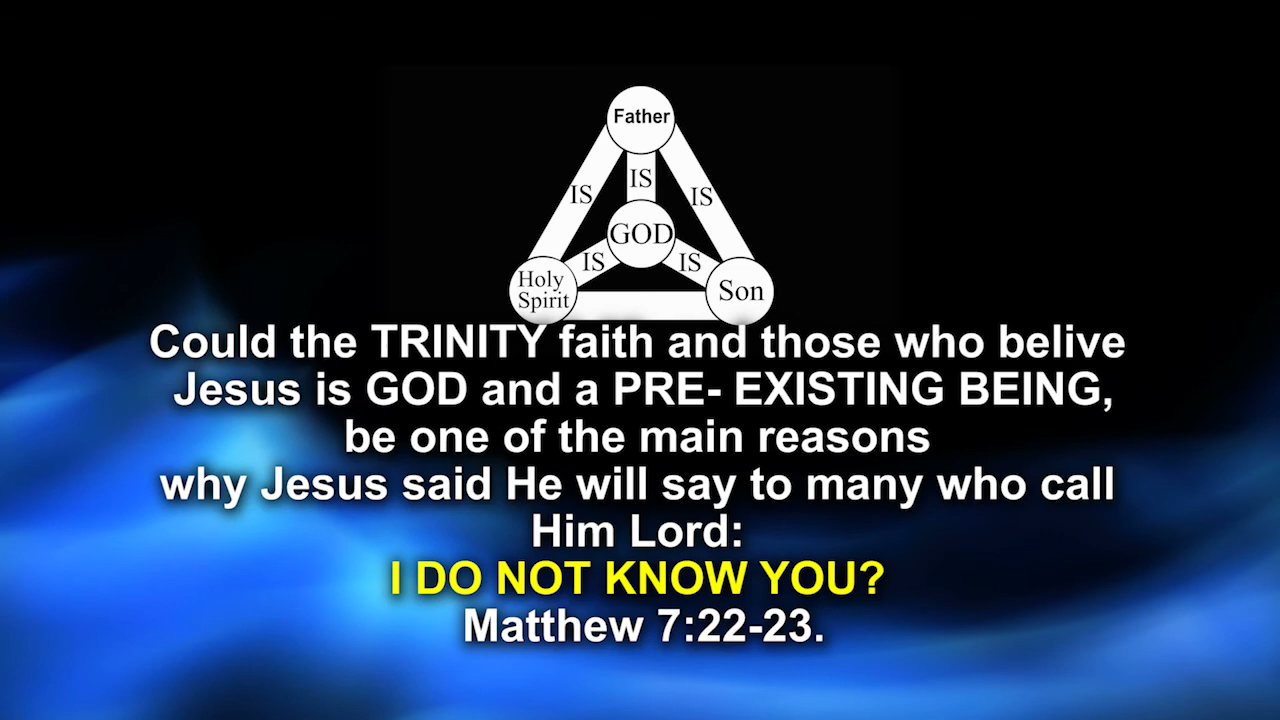 Father
IS
IS
IS
GOD
IS
IS
Holy
Spirit
Son
Could the TRINITY faith and those who belive
Jesus is GOD and a PRE- EXISTING BEING,
be one of the main reasons
why Jesus said He will say to many who call
Him Lord:
I DO NOT KNOW YOU?
Matthew 7:22-23.